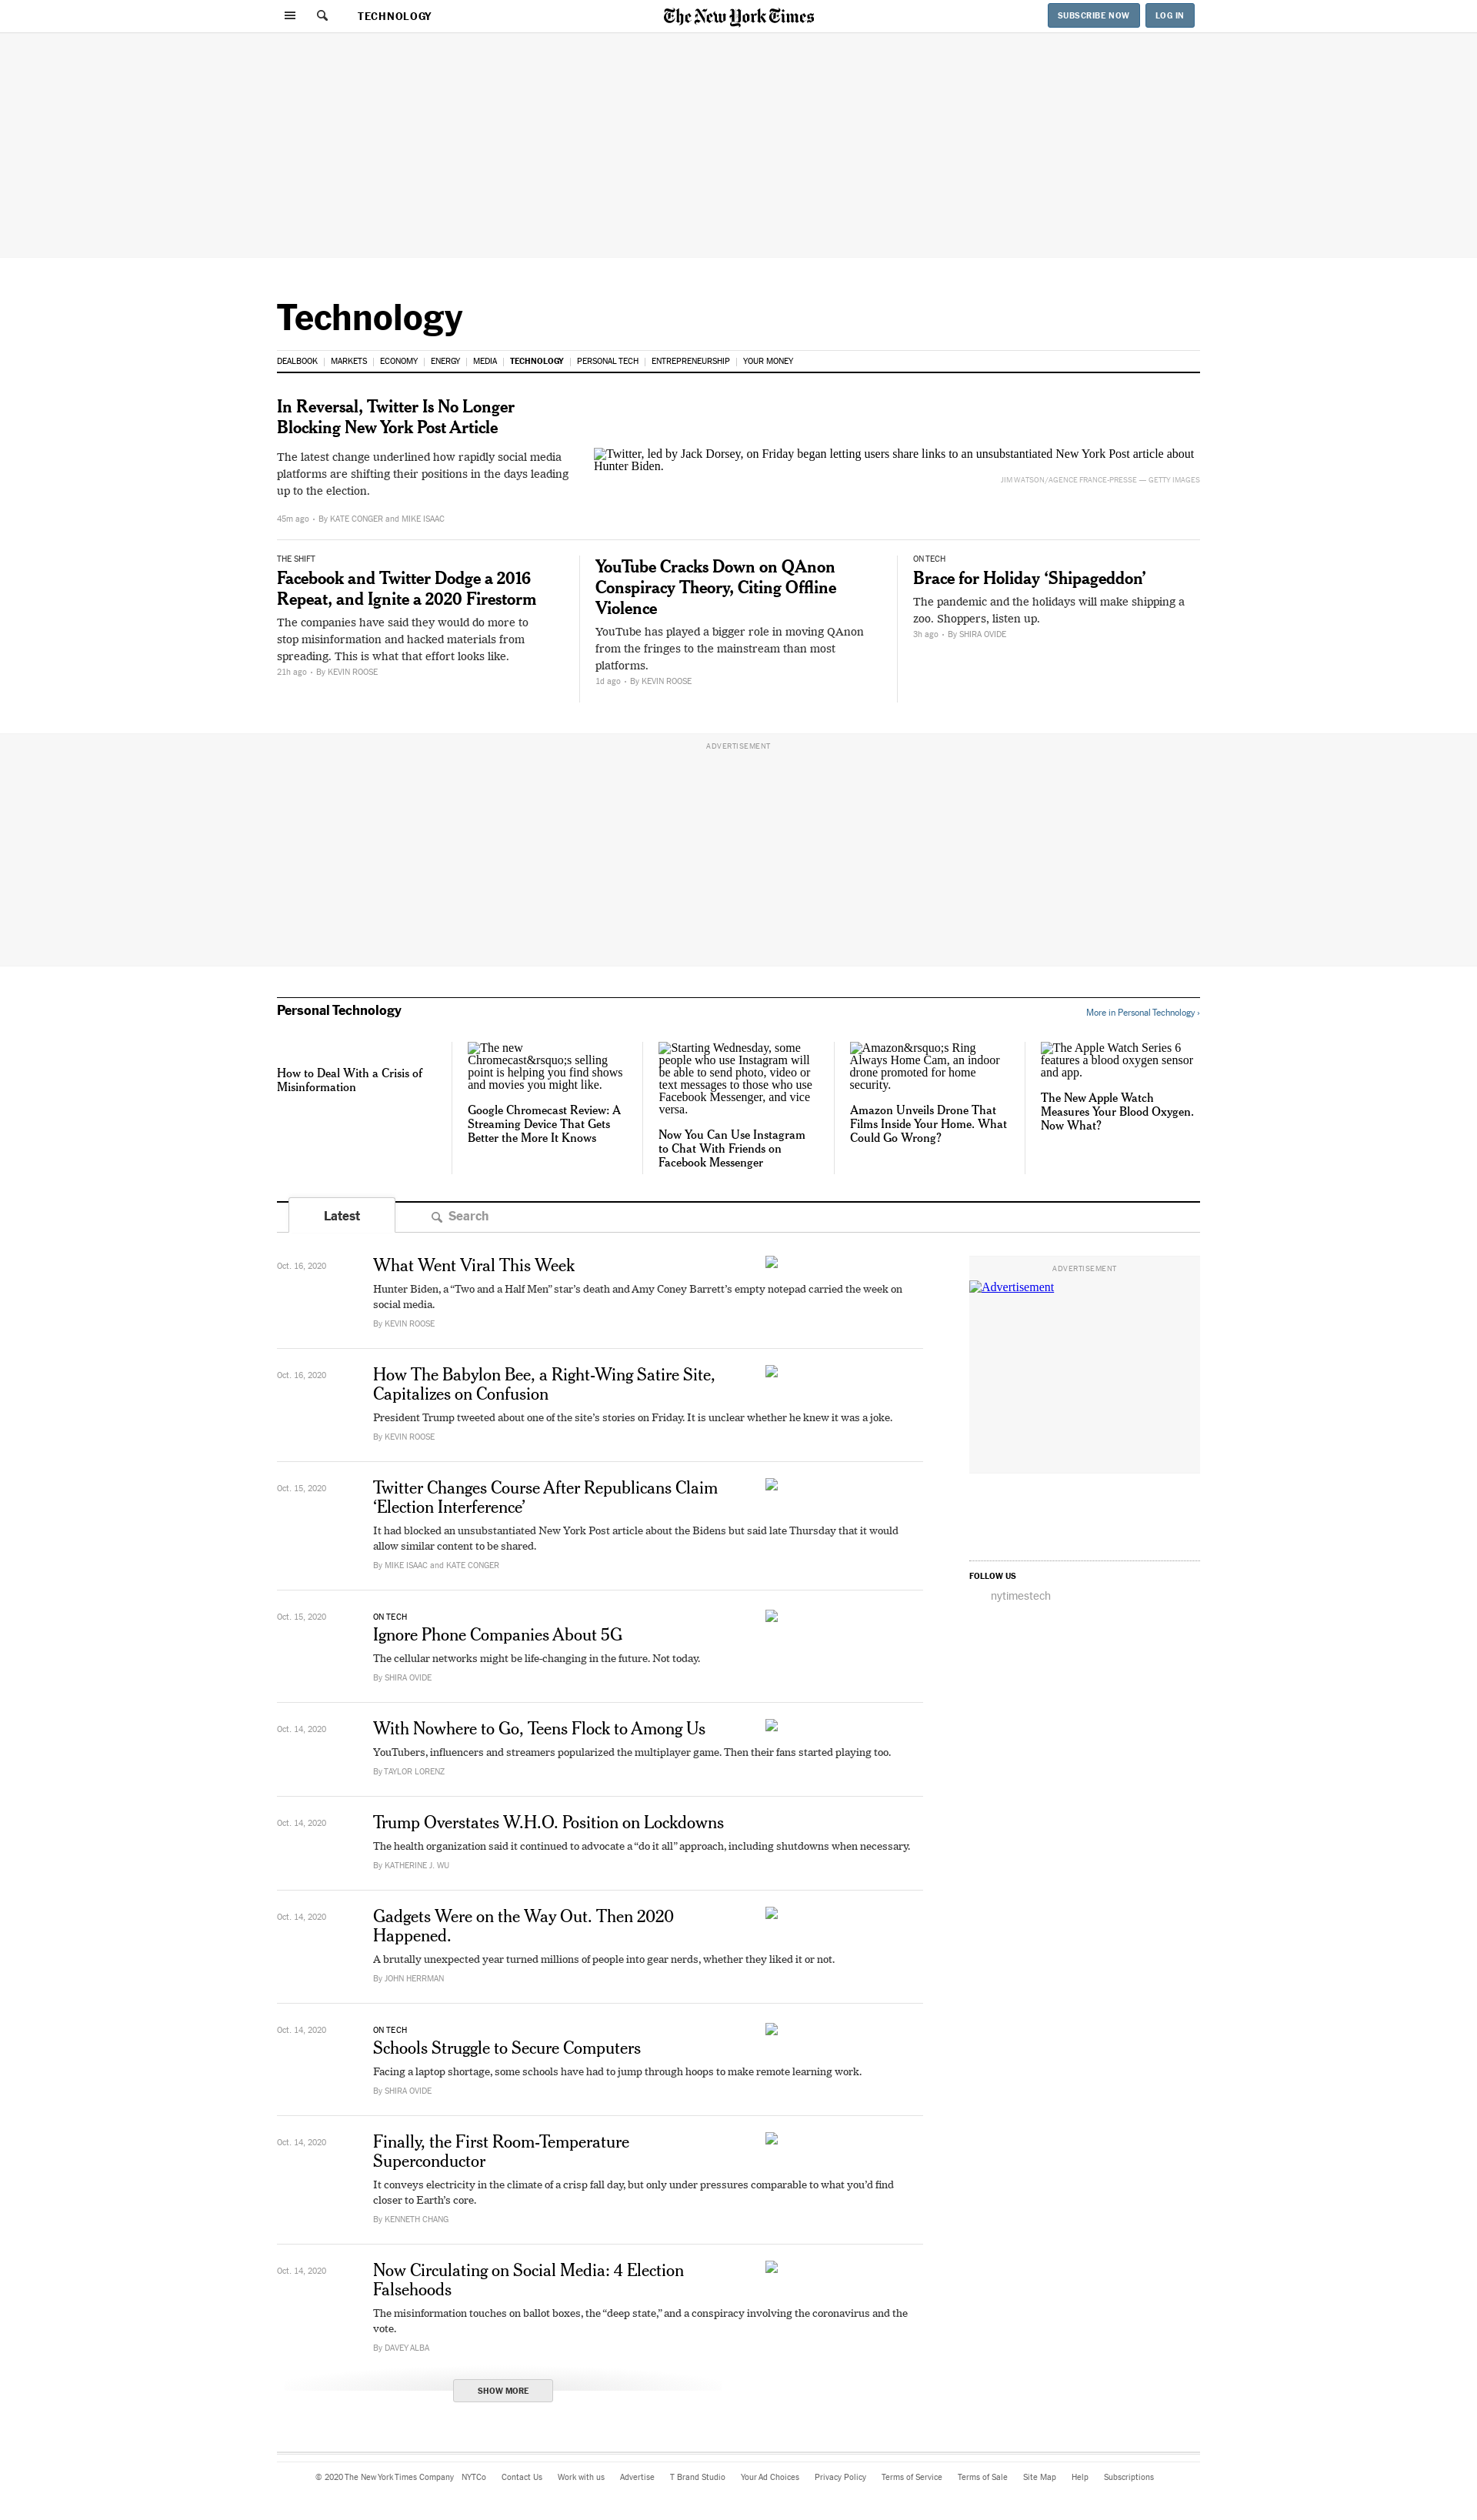 TECHNOLOGY
The New York Times
SUBSCRIBE NOW
LOG IN
Technology
DEALBOOK
MARKETS
ECONOMY
ENERGY
MEDIA
TECHNOLOGY
PERSONAL TECH
ENTREPRENEURSHIP
YOUR MONEY
In Reversal, Twitter Is No Longer
Blocking New York Post Article
The latest change underlined how rapidly social media
platforms are shifting their positions in the days leading
up to the election.
45m ago • By KATE CONGER and MIKE ISAAC
Twitter, led by Jack Dorsey, on Friday began letting users share links to an unsubstantiated New York Post article about
Hunter Biden.
JIM WATSON/AGENCE FRANCE-PRESSE — GETTY IMAGES
THE SHIFT
Facebook and Twitter Dodge a 2016
Repeat, and Ignite a 2020 Firestorm
The companies have said they would do more to
stop misinformation and hacked materials from
spreading. This is what that effort looks like.
21h ago • By KEVIN ROOSE
YouTube Cracks Down on QAnon
Conspiracy Theory, Citing Offline
Violence
YouTube has played a bigger role in moving QAnon
from the fringes to the mainstream than most
platforms.
1d ago • By KEVIN ROOSE
ON TECH
Brace for Holiday ‘Shipageddon’
The pandemic and the holidays will make shipping a
zoo. Shoppers, listen up.
3h ago • By SHIRA OVIDE
ADVERTISEMENT
Personal Technology
More in Personal Technology ›
How to Deal With a Crisis of
Misinformation
The new
Chromecast&rsquo;s selling
point is helping you find shows
and movies you might like.
Google Chromecast Review: A
Streaming Device That Gets
Better the More It Knows
Starting Wednesday, some
people who use Instagram will
be able to send photo, video or
text messages to those who use
Facebook Messenger, and vice
versa.
Now You Can Use Instagram
to Chat With Friends on
Facebook Messenger
Amazon&rsquo;s Ring
Always Home Cam, an indoor
drone promoted for home
security.
Amazon Unveils Drone That
Films Inside Your Home. What
Could Go Wrong?
The Apple Watch Series 6
features a blood oxygen sensor
and app.
The New Apple Watch
Measures Your Blood Oxygen.
Now What?
Latest
Search
Oct. 16, 2020
What Went Viral This Week
Hunter Biden, a “Two and a Half Men” star’s death and Amy Coney Barrett’s empty notepad carried the week on
social media.
By KEVIN ROOSE
Oct. 16, 2020
How The Babylon Bee, a Right-Wing Satire Site,
Capitalizes on Confusion
President Trump tweeted about one of the site’s stories on Friday. It is unclear whether he knew it was a joke.
By KEVIN ROOSE
Oct. 15, 2020
Twitter Changes Course After Republicans Claim
‘Election Interference’
It had blocked an unsubstantiated New York Post article about the Bidens but said late Thursday that it would
allow similar content to be shared.
By MIKE ISAAC and KATE CONGER
Oct. 15, 2020
ON TECH
Ignore Phone Companies About 5G
The cellular networks might be life-changing in the future. Not today.
By SHIRA OVIDE
Oct. 14, 2020
With Nowhere to Go, Teens Flock to Among Us
YouTubers, influencers and streamers popularized the multiplayer game. Then their fans started playing too.
By TAYLOR LORENZ
Oct. 14, 2020
Trump Overstates W.H.O. Position on Lockdowns
The health organization said it continued to advocate a “do it all” approach, including shutdowns when necessary.
By KATHERINE J. WU
Oct. 14, 2020
Gadgets Were on the Way Out. Then 2020
Happened.
A brutally unexpected year turned millions of people into gear nerds, whether they liked it or not.
By JOHN HERRMAN
Oct. 14, 2020
ON TECH
Schools Struggle to Secure Computers
Facing a laptop shortage, some schools have had to jump through hoops to make remote learning work.
By SHIRA OVIDE
Oct. 14, 2020
Finally, the First Room-Temperature
Superconductor
It conveys electricity in the climate of a crisp fall day, but only under pressures comparable to what you’d find
closer to Earth’s core.
By KENNETH CHANG
Oct. 14, 2020
Now Circulating on Social Media: 4 Election
Falsehoods
The misinformation touches on ballot boxes, the “deep state,” and a conspiracy involving the coronavirus and the
vote.
By DAVEY ALBA
SHOW MORE
ADVERTISEMENT
Advertisement
FOLLOW US
nytimestech
© 2020 The New York Times Company
NYTCo
Contact Us
Work with us
Advertise
T Brand Studio
Your Ad Choices
Privacy Policy
Terms of Service
Terms of Sale
Site Map
Help
Subscriptions